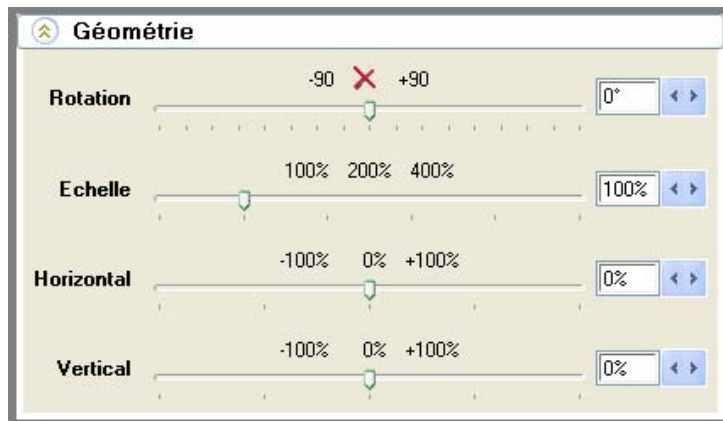 Géométrie
-90 +90
Rotation 0°
100% 200% 400%
Echelle 100%
-100% 0% +100%
Horizontal 0%
-100% 0% +100%
Vertical 0%